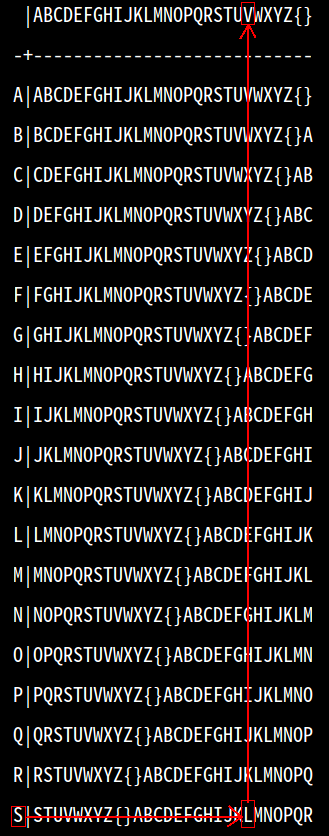 |ABCDEFGHIJKLMNOPQRSTUVWXYZ{}
-+----------------------------
A|ABCDEFGHIJKLMNOPQRSTUVWXYZ{}
B|BCDEFGHIJKLMNOPQRSTUVWXYZ{}A
C|CDEFGHIJKLMNOPQRSTUVWXYZ{}AB
D|DEFGHIJKLMNOPQRSTUVWXYZ{}ABC
E|EFGHIJKLMNOPQRSTUVWXYZ{}ABCD
F|FGHIJKLMNOPQRSTUVWXYZ{}ABCDE
G|GHIJKLMNOPQRSTUVWXYZ{}ABCDEF
H|HIJKLMNOPQRSTUVWXYZ{}ABCDEFG
I|IJKLMNOPQRSTUVWXYZ{}ABCDEFGH
J|JKLMNOPQRSTUVWXYZ{}ABCDEFGHI
K|KLMNOPQRSTUVWXYZ{}ABCDEFGHIJ
L|LMNOPQRSTUVWXYZ{}ABCDEFGHIJK
M|MNOPQRSTUVWXYZ{}ABCDEFGHIJKL
N|NOPQRSTUVWXYZ{}ABCDEFGHIJKLM
O|OPQRSTUVWXYZ{}ABCDEFGHIJKLMN
P|PQRSTUVWXYZ{}ABCDEFGHIJKLMNO
Q|QRSTUVWXYZ{}ABCDEFGHIJKLMNOP
R|RSTUVWXYZ{}ABCDEFGHIJKLMNOPQ
S|STUVWXYZ{}ABCDEFGHIJKLMNOPQR